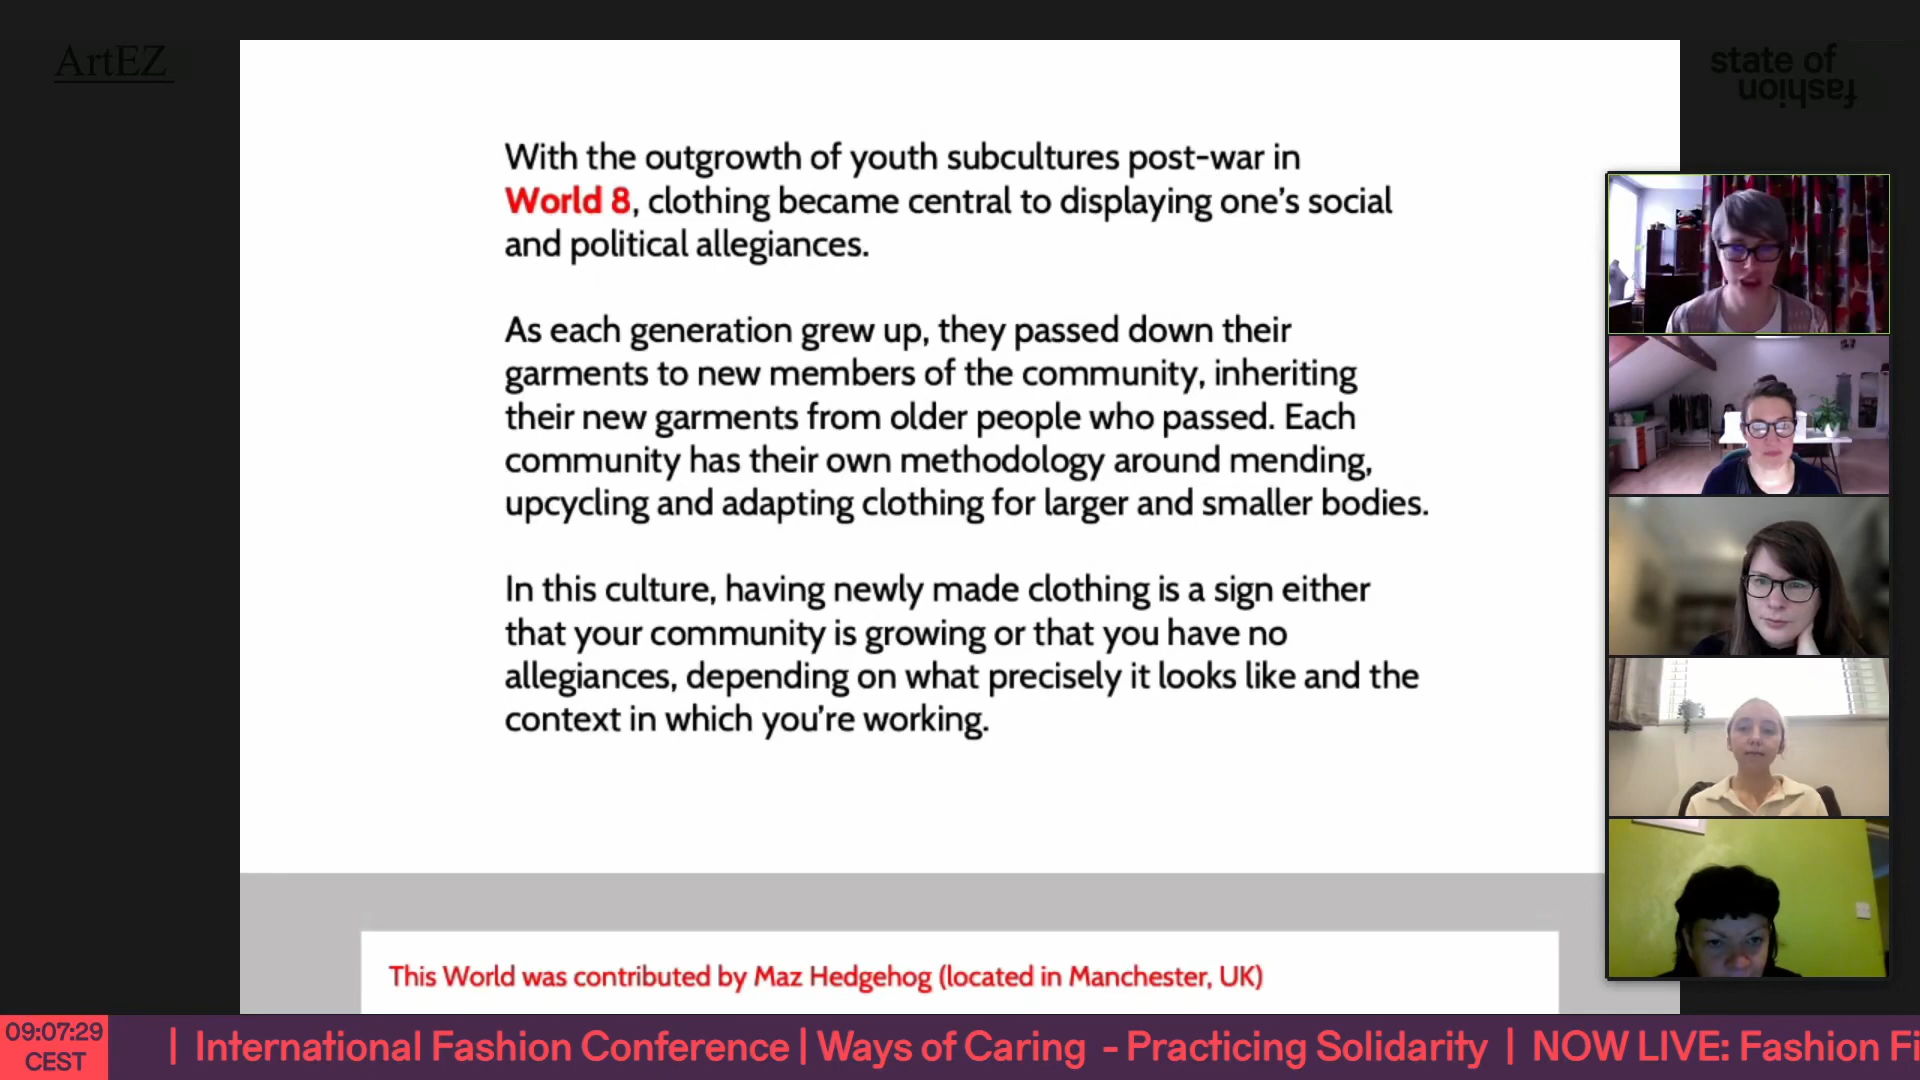 ArtEZ
state of
fashion
With the outgrowth of youth subcultures post-war in
World 8, clothing became central to displaying one's social
and political allegiances.
As each generation grew up, they passed down their
garments to new members of the community, inheriting
their new garments from older people who passed. Each
community has their own methodology around mending,
upcycling and adapting clothing for larger and smaller bodies.
In this culture, having newly made clothing is a sign either
that your community is growing or that you have no
allegiances, depending on what precisely it looks like and the
context in which you're working.
This World was contributed by Maz Hedgehog (located in Manchester, UK)
09:07:29
CEST
| International Fashion Conference | Ways of Caring - Practicing Solidarity | NOW LIVE: Fashion Fi